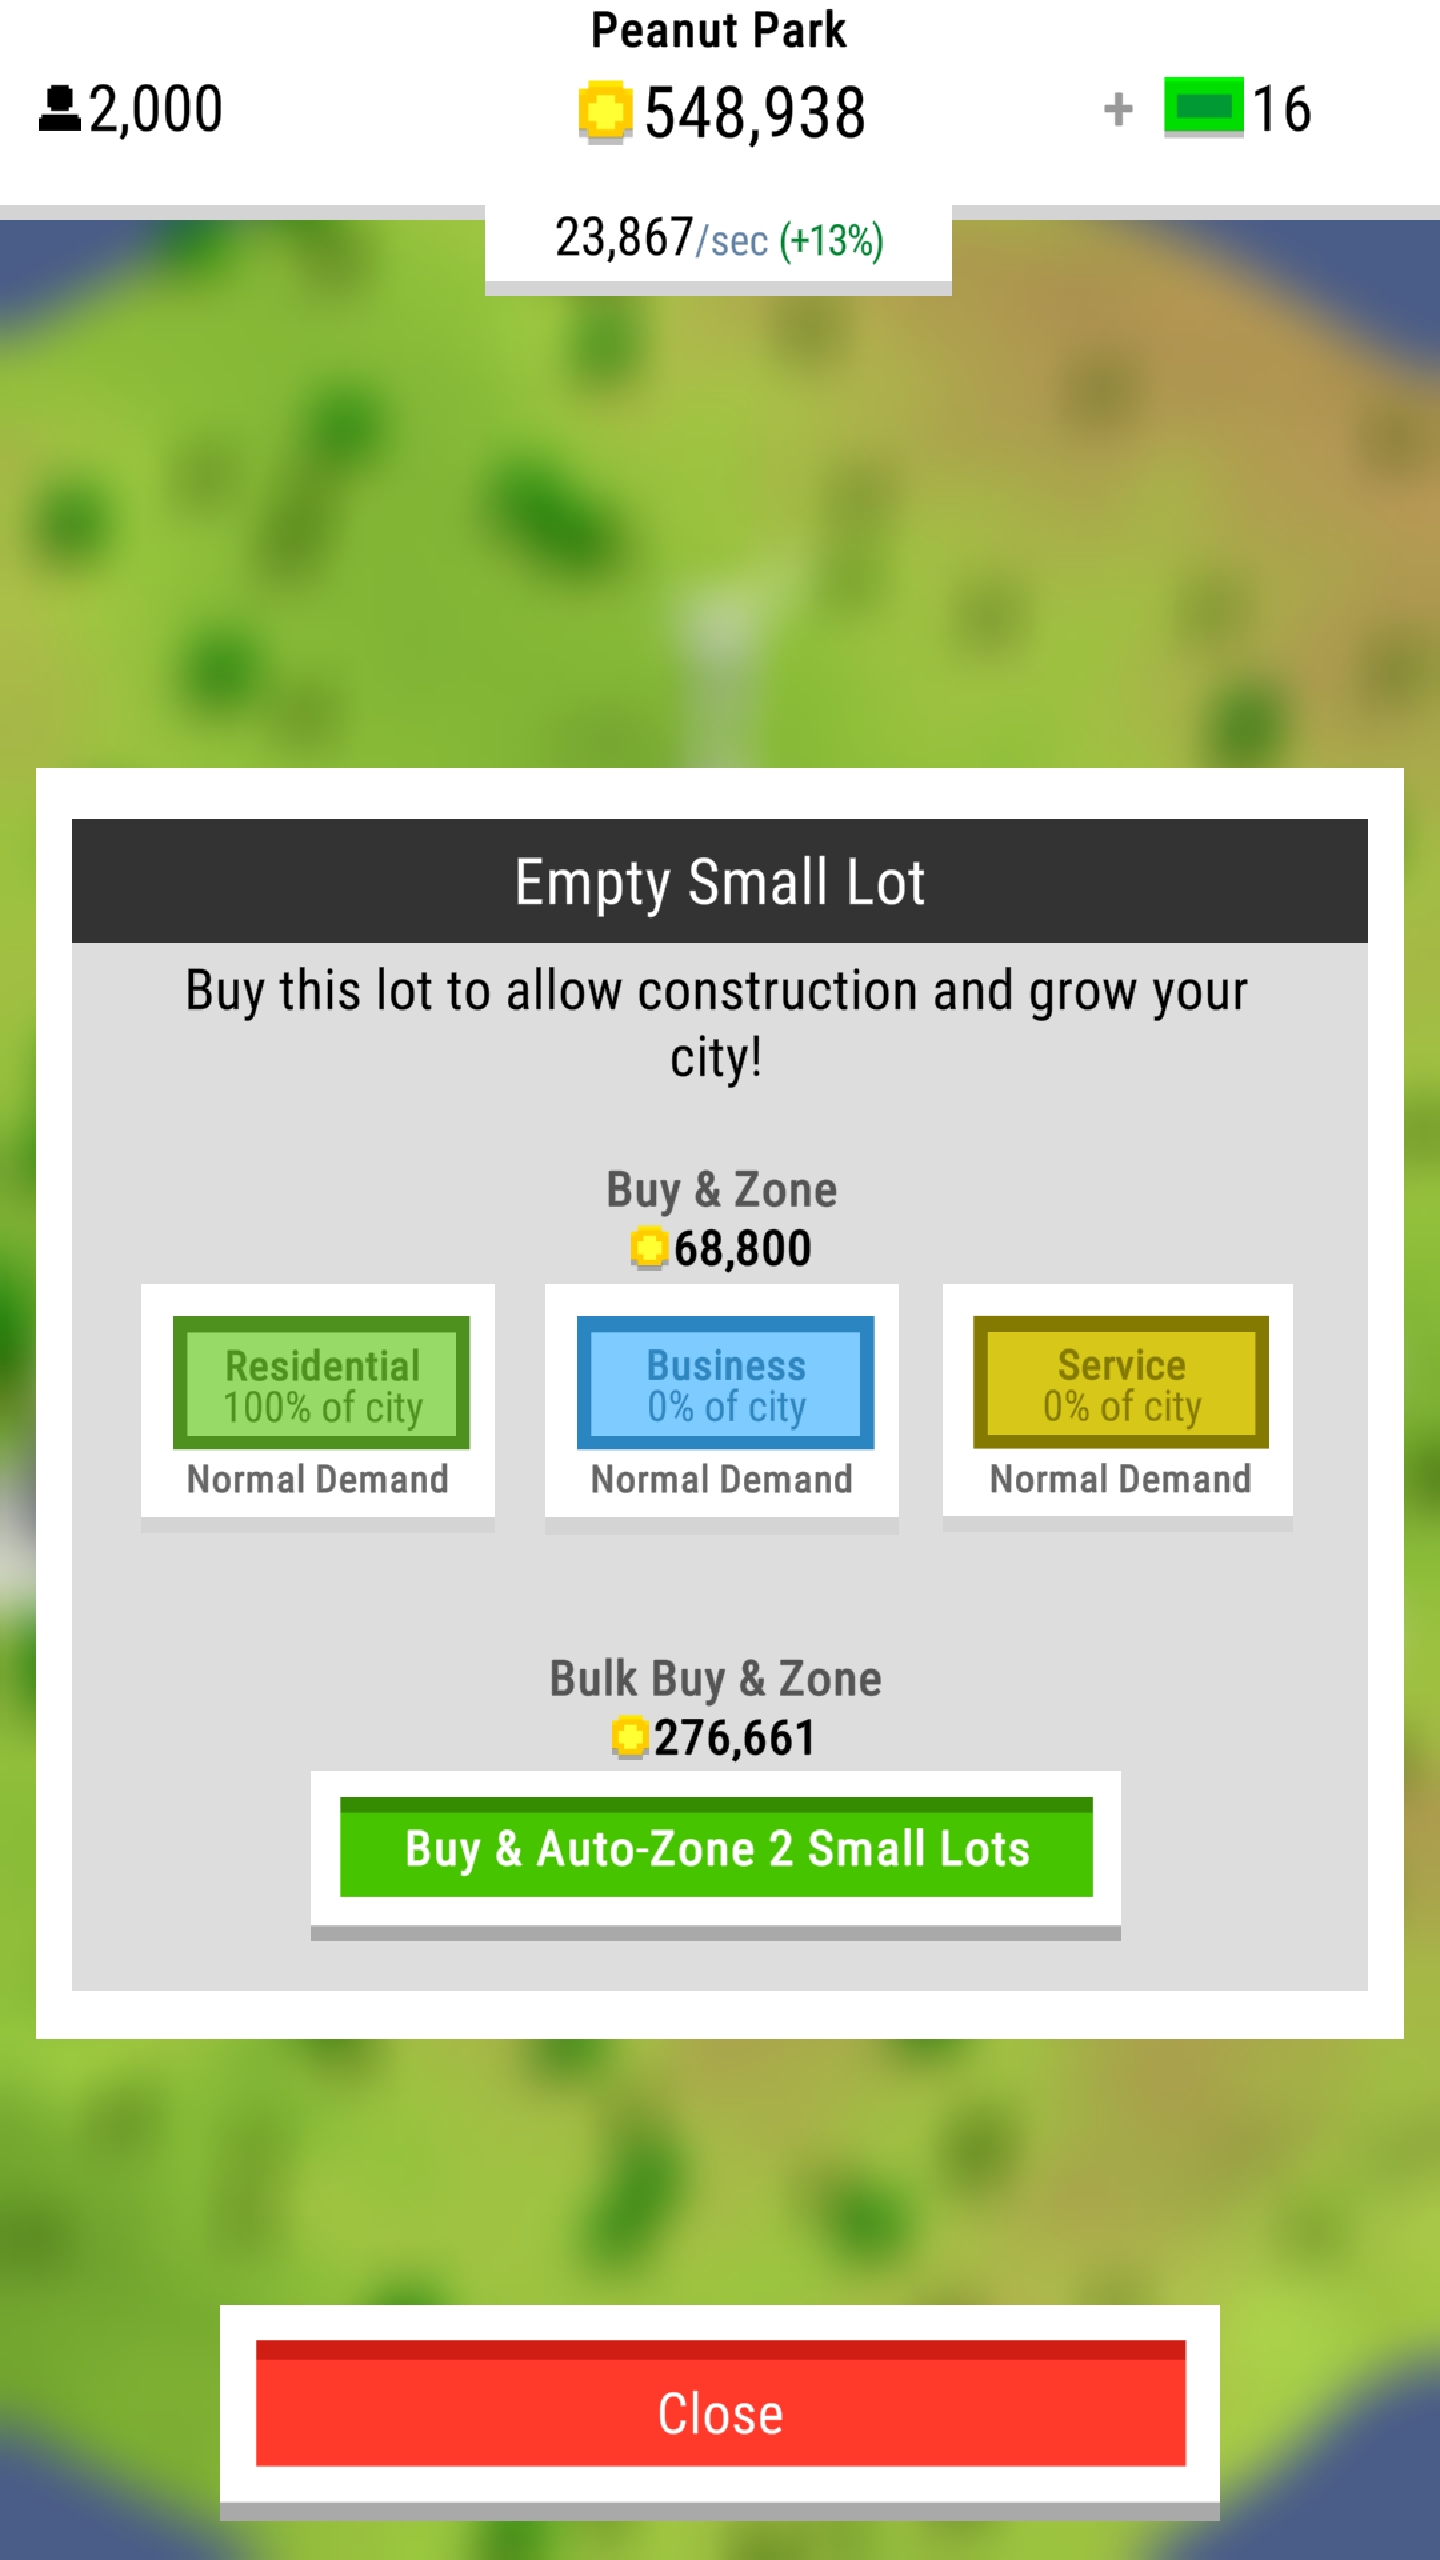 Peanut Park
2,000
548,938
+ 16
23,867/sec (+13%)
Empty Small Lot
Buy this lot to allow construction and grow your
city!
Buy & Zone
68,800
Residential
100% of city
Normal Demand
Business
0% of city
Normal Demand
Service
0% of city
Normal Demand
Bulk Buy & Zone
276,661
Buy & Auto-Zone 2 Small Lots
Close